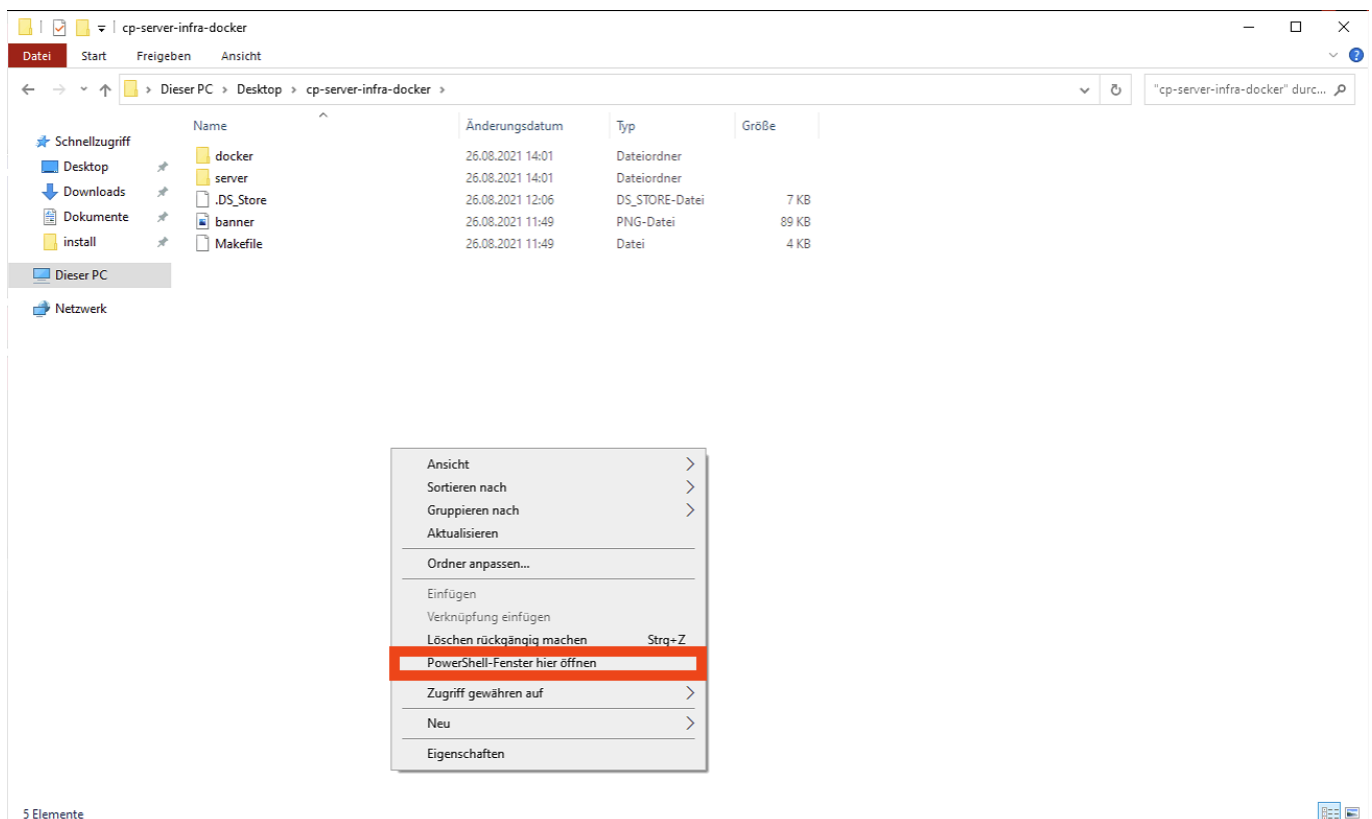 cp-server-infra-docker
Datei Start Freigeben Ansicht
Dieser PC Desktop cp-server-infra-docker "cp-server-infra-docker" durc...
Name Änderungsdatum Typ Größe
Schnellzugriff
Desktop
Downloads
Dokumente
install
Dieser PC
Netzwerk
docker 26.08.2021 14:01 Dateiordner
server 26.08.2021 14:01 Dateiordner
.DS_Store 26.08.2021 12:06 DS_STORE-Datei 7 KB
banner 26.08.2021 11:49 PNG-Datei 89 KB
Makefile 26.08.2021 11:49 Datei 4 KB
Ansicht
Sortieren nach
Gruppieren nach
Aktualisieren
Ordner anpassen...
Einfügen
Verknüpfung einfügen
Löschen rückgängig machen Strg+Z
PowerShell-Fenster hier öffnen
Zugriff gewähren auf
Neu
Eigenschaften
5 Elemente